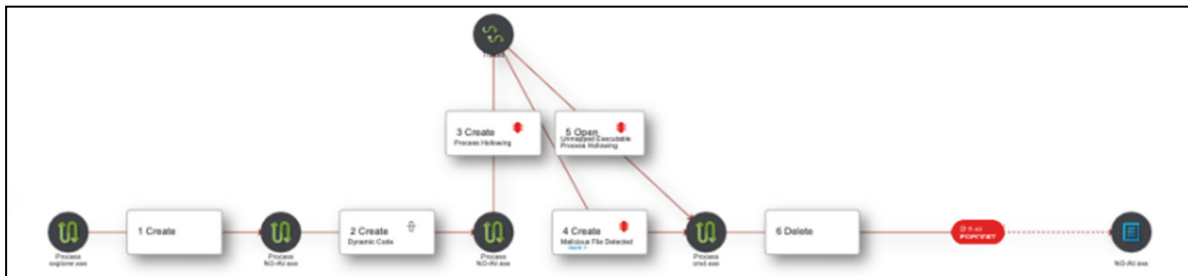 3 Create
Process Hollowing
5 Open
Unmapped Executable
Process Hollowing
1 Create
2 Create
Dynamic Code
4 Create
Malicious File Detected
6 Delete
FORTINET
Process
explorer.exe
Process
NO-AV.exe
Process
NO-AV.exe
Process
cmd.exe
NO-AV.exe